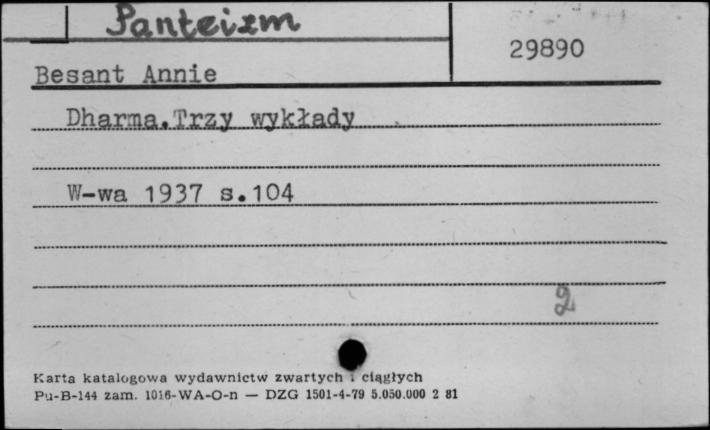 Panteizm
29890
Besant Annie
Dharma.Trzy wykłady
W-wa 1937 s.104
2
Karta katalogowa wydawnictw zwartych i ciągłych
Pu-B-144 zam. 1016-WA-O-n — DZG 1501-4-79 5.050.000 2 81